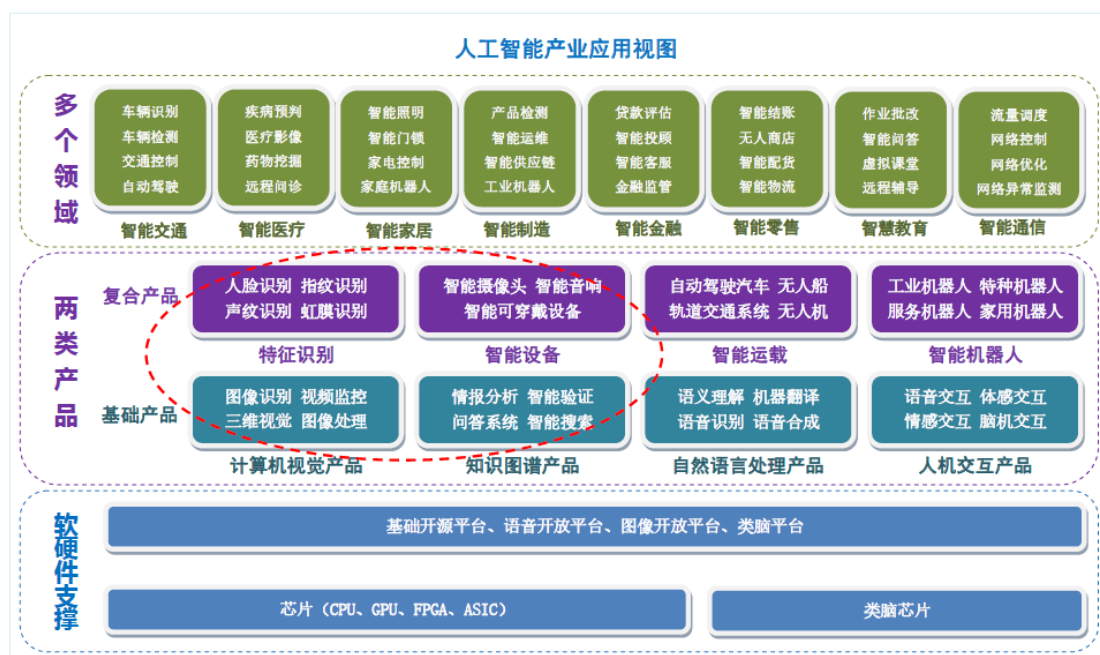 人工智能产业应用视图
多个领域
车辆识别
车辆检测
交通控制
自动驾驶
智能交通
疾病预判
医疗影像
药物挖掘
远程问诊
智能医疗
智能照明
智能门锁
家电控制
家庭机器人
智能家居
产品检测
智能运维
智能供应链
工业机器人
智能制造
贷款评估
智能投顾
智能客服
金融监管
智能金融
智能结账
无人商店
智能配货
智能物流
智能零售
作业批改
智能问答
虚拟课堂
远程辅导
智慧教育
流量调度
网络控制
网络优化
网络异常监测
智能通信
两类产品
复合产品
人脸识别 指纹识别
声纹识别 虹膜识别
特征识别
智能摄像头 智能音响
智能可穿戴设备
智能设备
自动驾驶汽车 无人船
轨道交通系统 无人机
智能运载
工业机器人 特种机器人
服务机器人 家用机器人
智能机器人
基础产品
图像识别 视频监控
三维视觉 图像处理
计算机视觉产品
情报分析 智能验证
问答系统 智能搜索
知识图谱产品
语义理解 机器翻译
语音识别 语音合成
自然语言处理产品
语音交互 体感交互
情感交互 脑机交互
人机交互产品
软硬件支撑
基础开源平台、语音开放平台、图像开放平台、类脑平台
芯片（CPU、GPU、FPGA、ASIC）
类脑芯片